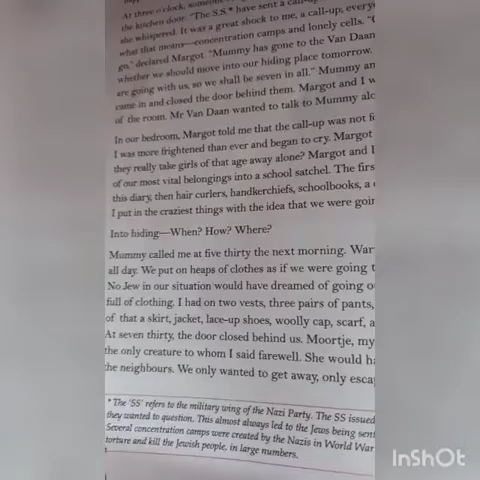 At three o'clock, someone
the kitchen door. "The SS* have sent a call-up
she whispered. It was a great shock to me, a call-up, everyo
what that means—concentration camps and lonely cells.
go," declared Margot. "Mummy has gone to the Van Daan
whether we should move into our hiding place tomorrow.
are going with us, so we shall be seven in all." Mummy an
came in and closed the door behind them. Margot and I w
of the room. Mr Van Daan wanted to talk to Mummy alo
In our bedroom, Margot told me that the call-up was not fo
I was more frightened than ever and began to cry. Margot
they really take girls of that age away alone? Margot and I
of our most vital belongings into a school satchel. The firs
this diary, then hair curlers, handkerchiefs, schoolbooks, a
I put in the craziest things with the idea that we were goin
Into hiding—When? How? Where?
Mummy called me at five thirty the next morning. War
all day. We put on heaps of clothes as if we were going t
No Jew in our situation would have dreamed of going o
full of clothing. I had on two vests, three pairs of pants,
of that a skirt, jacket, lace-up shoes, woolly cap, scarf, a
At seven thirty, the door closed behind us. Moortje, my
the only creature to whom I said farewell. She would ha
the neighbours. We only wanted to get away, only escap
* The 'SS' refers to the military wing of the Nazi Party. The SS issued
they wanted to question. This almost always led to the Jews being sent
Several concentration camps were created by the Nazis in World War
torture and kill the Jewish people, in large numbers.
InShOt